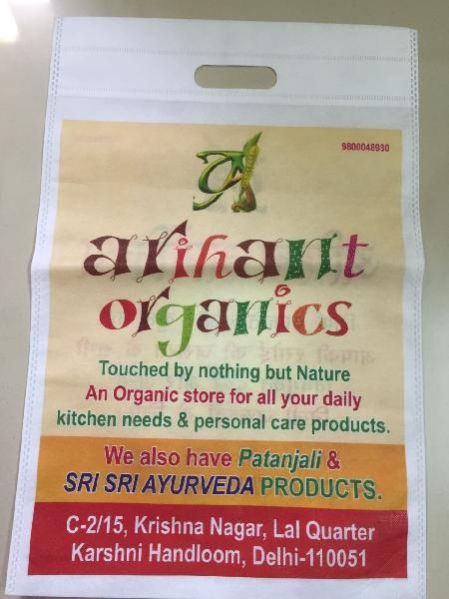 9800048930
arihant
organics
Touched by nothing but Nature
An Organic store for all your daily
kitchen needs & personal care products.
We also have Patanjali &
SRI SRI AYURVEDA PRODUCTS.
C-2/15, Krishna Nagar, Lal Quarter
Karshni Handloom, Delhi-110051